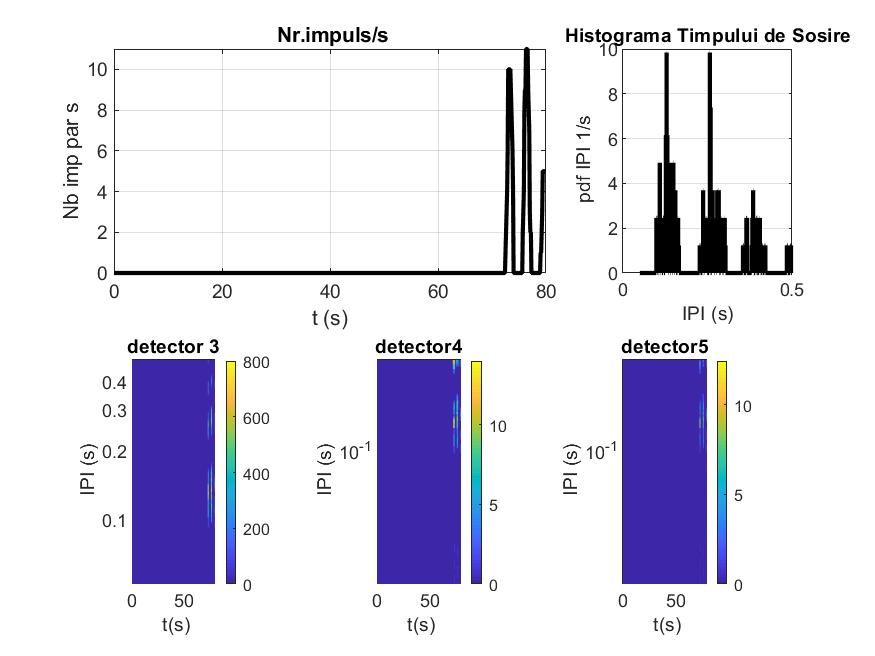 Nr.impuls/s
Nb imp par s
10
8
6
4
2
0
0 20 40 60 80
t (s)
Histograma Timpului de Sosire
pdf IPI 1/s
10
8
6
4
2
0
0 0.5
IPI (s)
detector 3
IPI (s)
0.4
0.3
0.2
0.1
0 50
t(s)
800
600
400
200
0
detector4
IPI (s)
10-1
0 50
t(s)
10
5
0
detector5
IPI (s)
10-1
0 50
t(s)
10
5
0